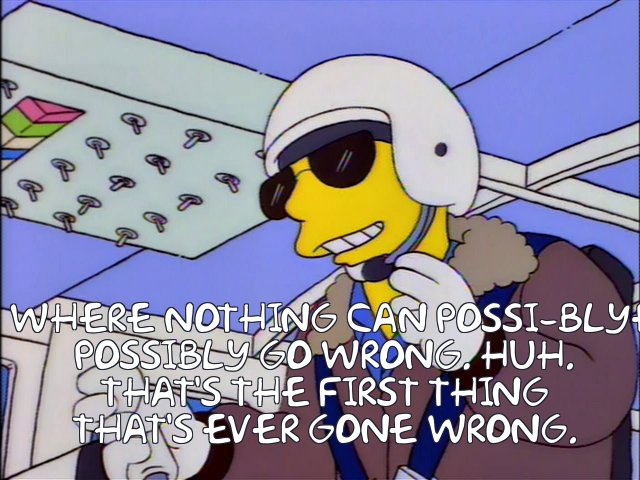 WHERE NOTHING CAN POSSI-BLY
POSSIBLY GO WRONG. HUH.
THAT'S THE FIRST THING
THAT'S EVER GONE WRONG.